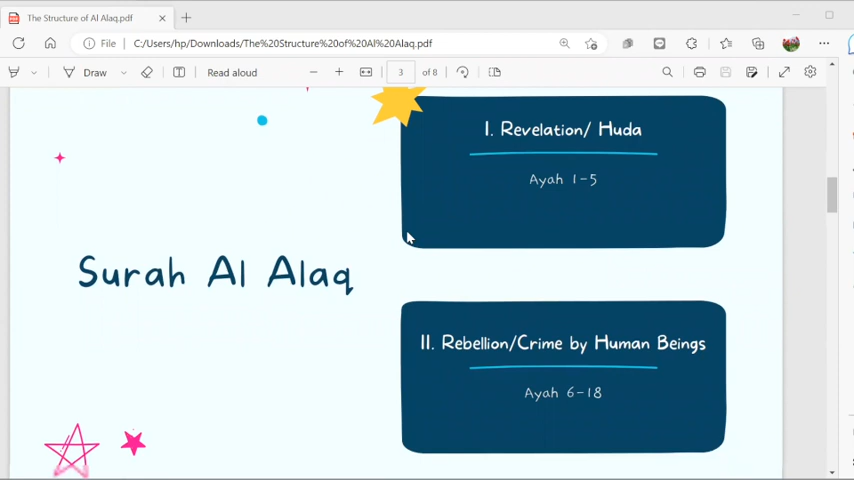 The Structure of Al Alaq.pdf
File
C:/Users/hp/Downloads/The%20Structure%20of%20Al%20Alaq.pdf
Draw
Read aloud
3
of 8
I. Revelation/ Huda
Ayah 1-5
Surah Al Alaq
II. Rebellion/Crime by Human Beings
Ayah 6-18